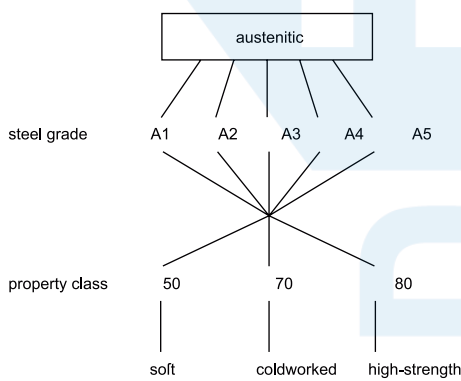 austenitic
steel grade A1 A2 A3 A4 A5
property class 50 70 80
soft coldworked high-strength